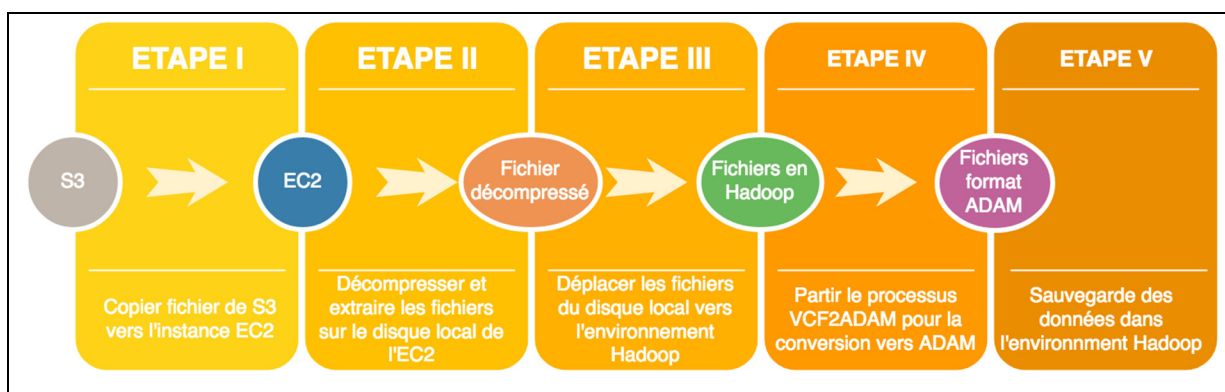 ETAPE I
ETAPE II
ETAPE III
ETAPE IV
ETAPE V
S3
EC2
Fichier
décompressé
Fichiers en
Hadoop
Fichiers
format
ADAM
Copier fichier de S3
vers l'instance EC2
Décompresser et
extraire les fichiers
sur le disque local de
l'EC2
Déplacer les fichiers
du disque local vers
l'environnement
Hadoop
Partir le processus
VCF2ADAM pour la
conversion vers ADAM
Sauvegarde des
données dans
l'environnment Hadoop